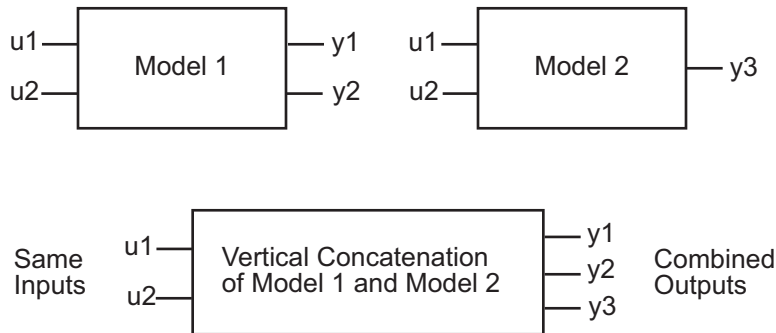 u1
Model 1
y1
u2
y2
u1
Model 2
y3
u2
Same
Inputs
u1
u2
Vertical Concatenation
of Model 1 and Model 2
y1
y2
y3
Combined
Outputs